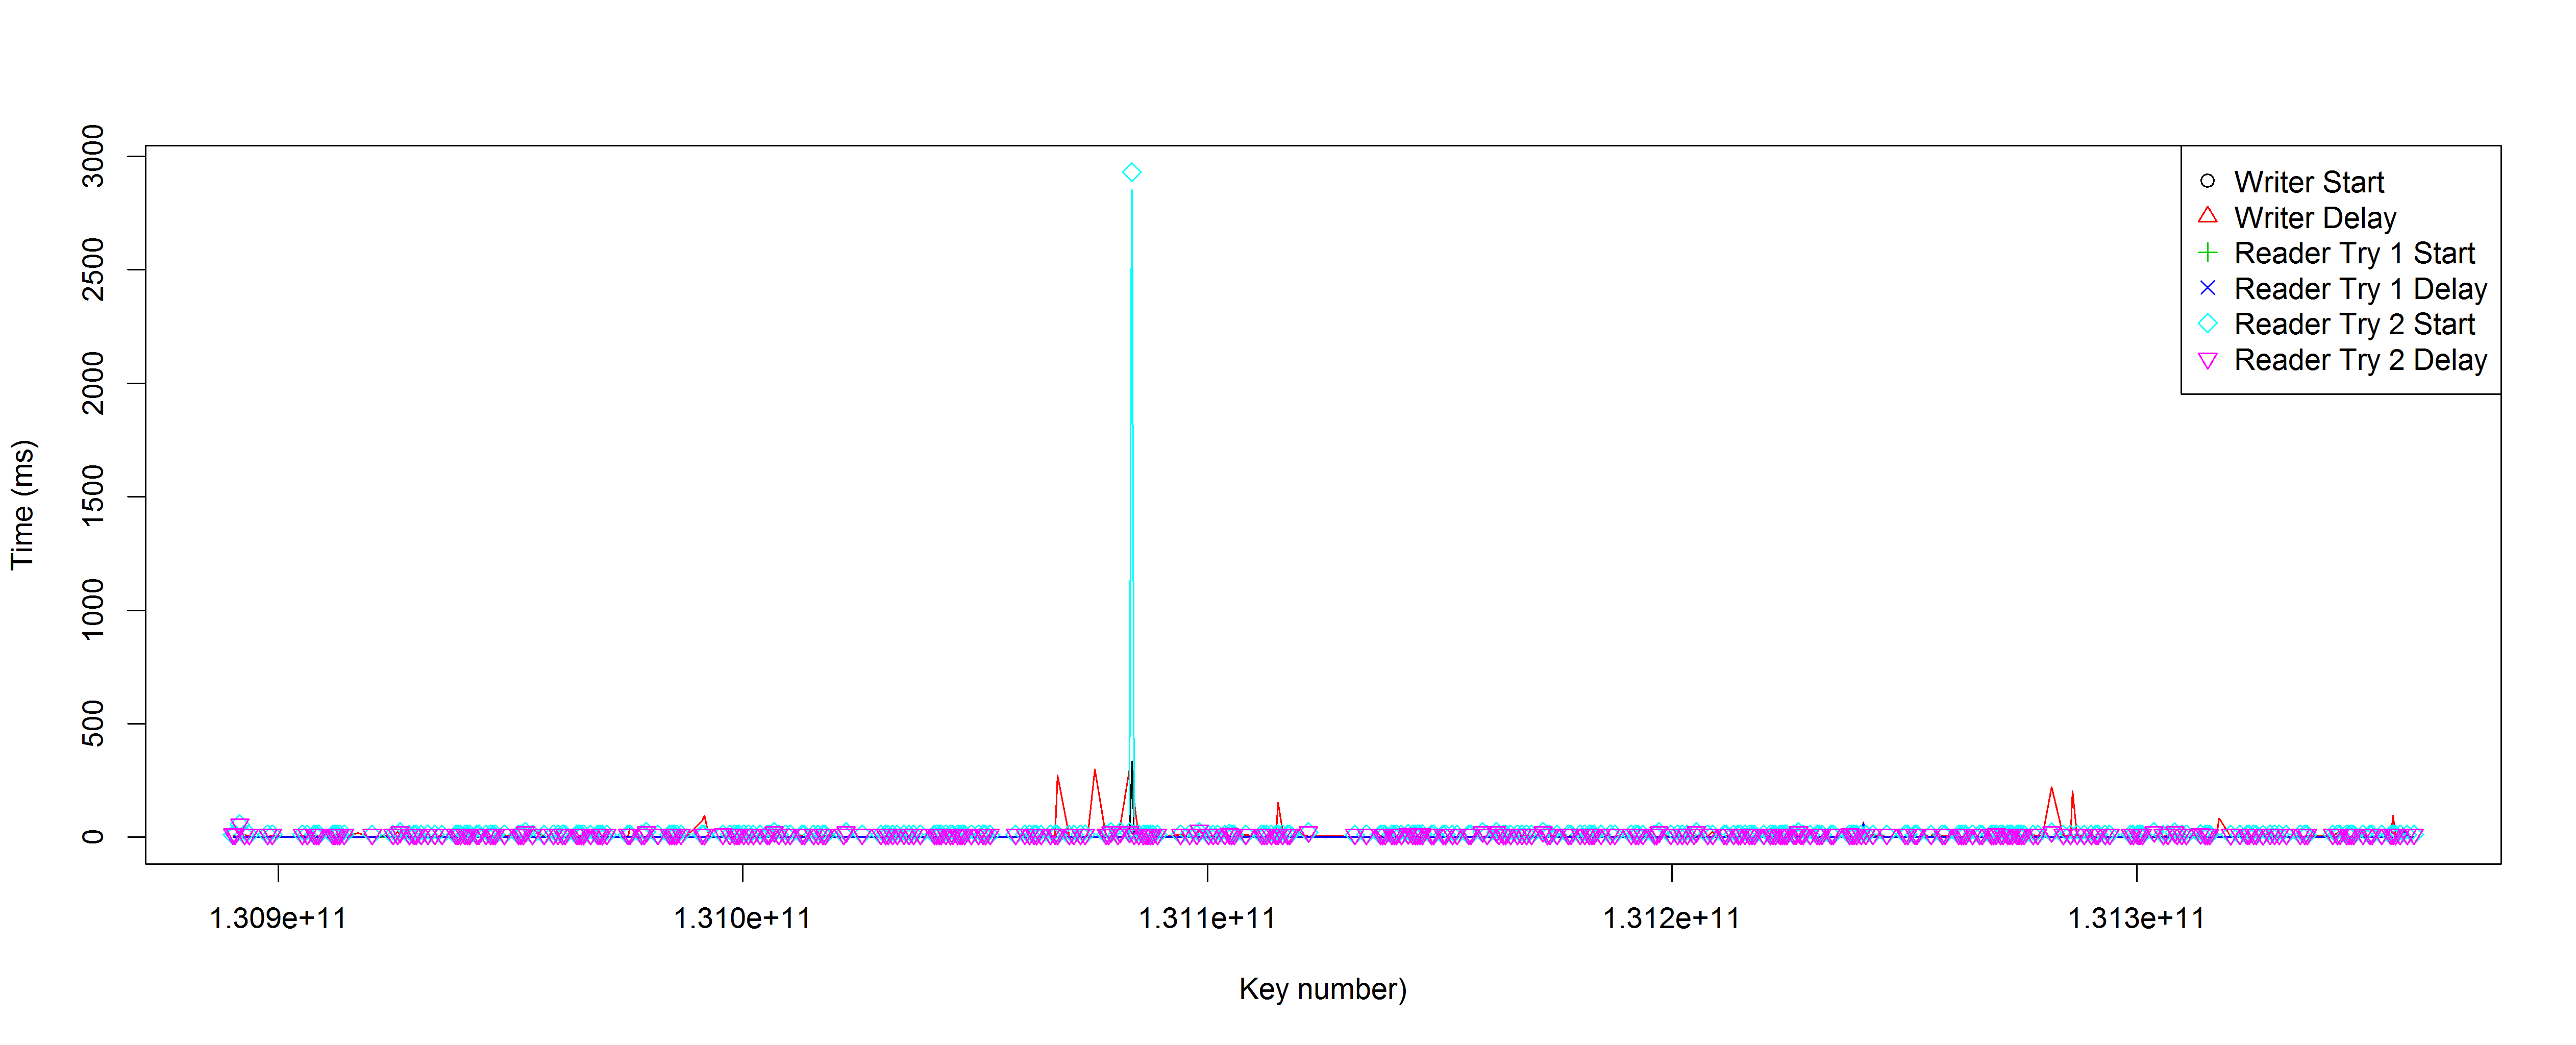 Time (ms)
3000
2500
2000
1500
1000
500
0
Writer Start
Writer Delay
Reader Try 1 Start
Reader Try 1 Delay
Reader Try 2 Start
Reader Try 2 Delay
1.309e+11 1.310e+11 1.311e+11 1.312e+11 1.313e+11
Key number)